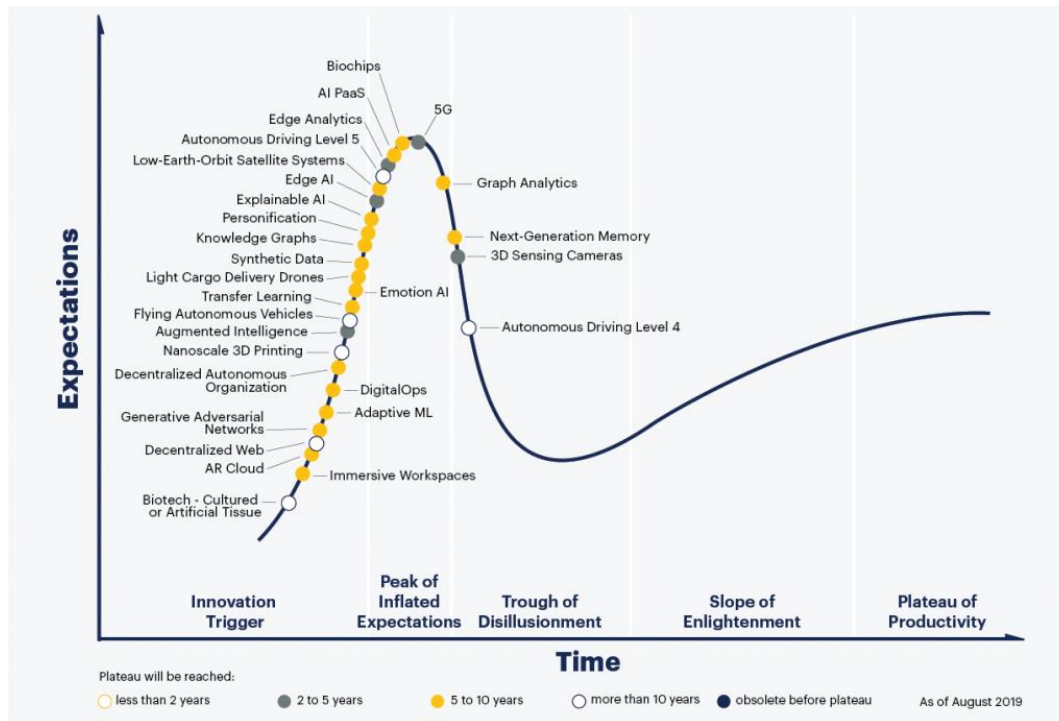 Biochips
AI PaaS
5G
Edge Analytics
Autonomous Driving Level 5
Low-Earth-Orbit Satellite Systems
Edge AI
Graph Analytics
Explainable AI
Personification
Knowledge Graphs
Next-Generation Memory
Synthetic Data
3D Sensing Cameras
Light Cargo Delivery Drones
Emotion AI
Transfer Learning
Flying Autonomous Vehicles
Augmented Intelligence
Autonomous Driving Level 4
Nanoscale 3D Printing
Decentralized Autonomous
Organization
DigitalOps
Adaptive ML
Generative Adversarial
Networks
Decentralized Web
AR Cloud
Immersive Workspaces
Biotech - Cultured
or Artificial Tissue
Expectations
Innovation
Trigger
Peak of
Inflated
Expectations
Trough of
Disillusionment
Slope of
Enlightenment
Plateau of
Productivity
Time
Plateau will be reached:
less than 2 years
2 to 5 years
5 to 10 years
more than 10 years
obsolete before plateau
As of August 2019